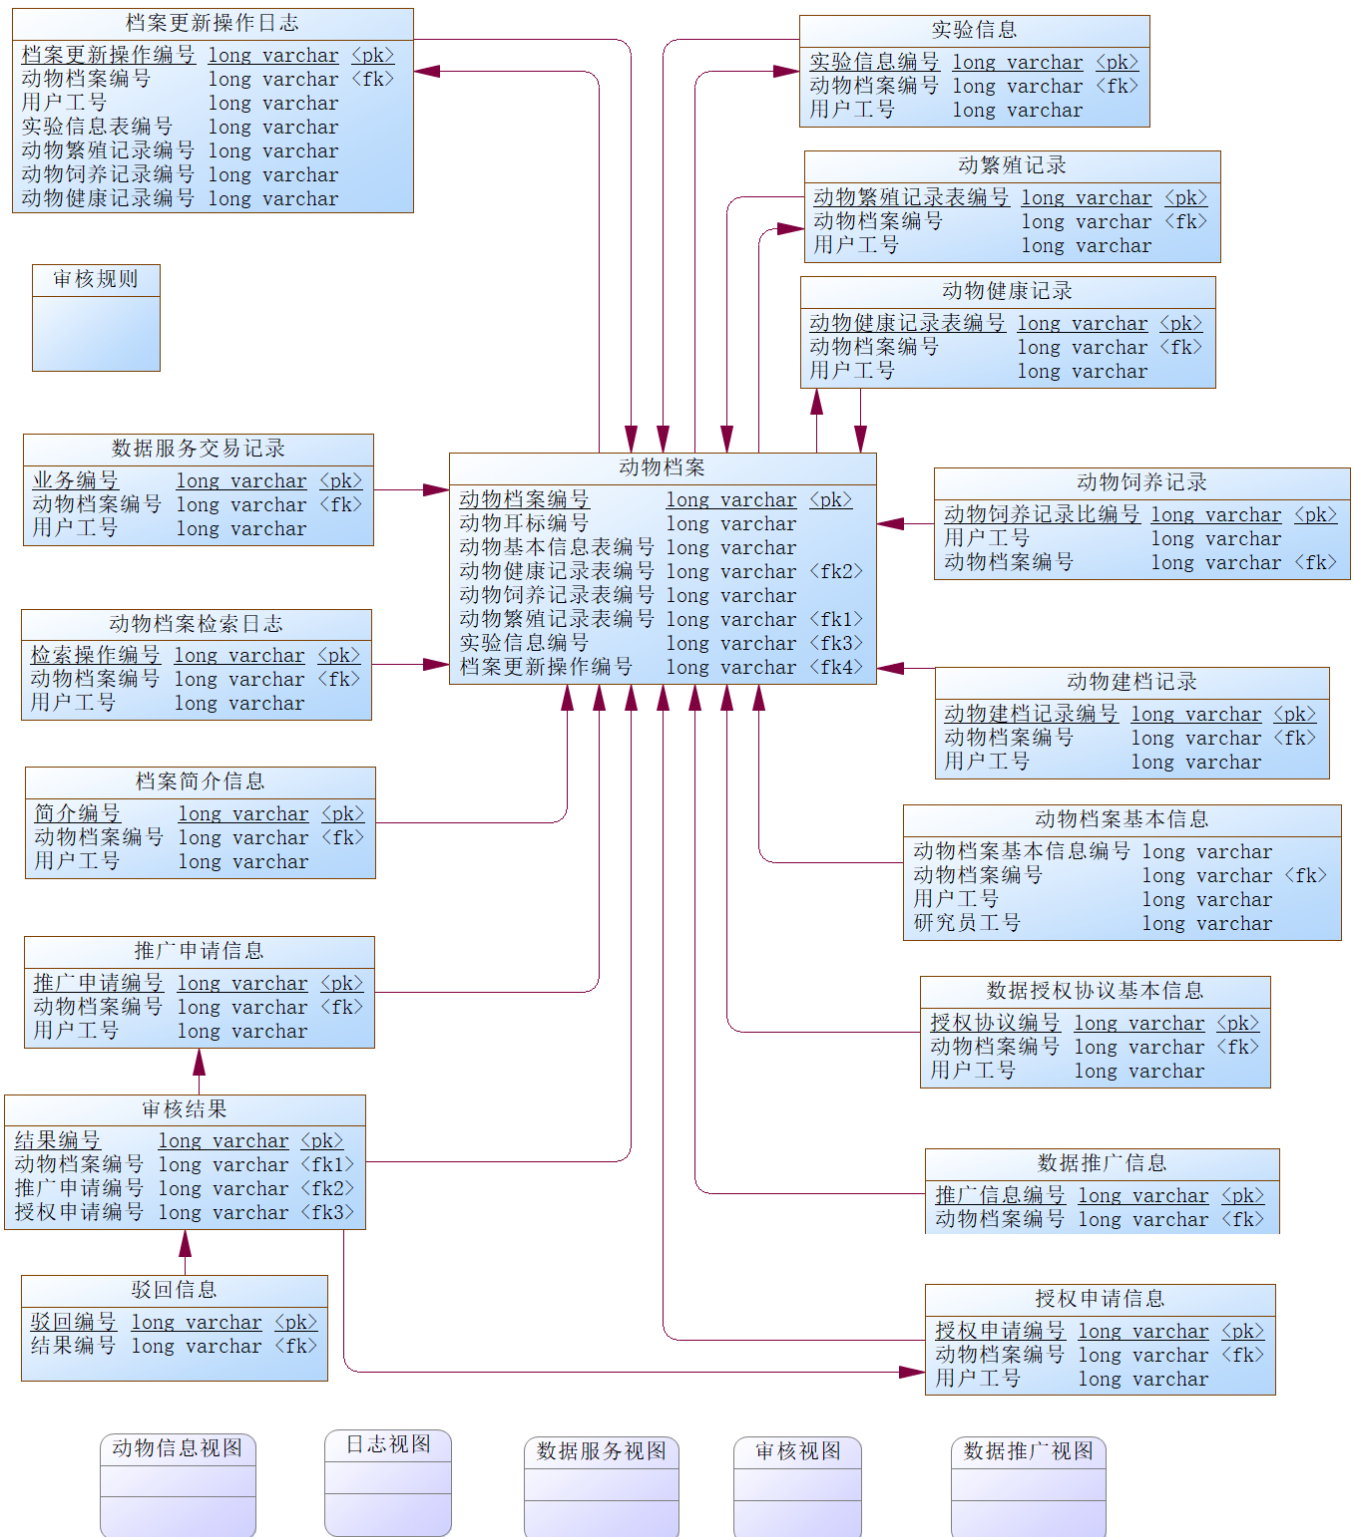 档案更新操作日志
档案更新操作编号 long varchar <pk>
动物档案编号 long varchar <fk>
用户工号 long varchar
实验信息表编号 long varchar
动物繁殖记录编号 long varchar
动物饲养记录编号 long varchar
动物健康记录编号 long varchar
实验信息
实验信息编号 long varchar <pk>
动物档案编号 long varchar <fk>
用户工号 long varchar
动繁殖记录
动物繁殖记录表编号 long varchar <pk>
动物档案编号 long varchar <fk>
用户工号 long varchar
审核规则
动物健康记录
动物健康记录表编号 long varchar <pk>
动物档案编号 long varchar <fk>
用户工号 long varchar
数据服务交易记录
业务编号 long varchar <pk>
动物档案编号 long varchar <fk>
用户工号 long varchar
动物档案
动物档案编号 long varchar <pk>
动物耳标编号 long varchar
动物基本信息表编号 long varchar
动物健康记录表编号 long varchar <fk2>
动物饲养记录表编号 long varchar
动物繁殖记录表编号 long varchar <fk1>
实验信息编号 long varchar <fk3>
档案更新操作编号 long varchar <fk4>
动物饲养记录
动物饲养记录比编号 long varchar <pk>
用户工号 long varchar
动物档案编号 long varchar <fk>
动物档案检索日志
检索操作编号 long varchar <pk>
动物档案编号 long varchar <fk>
用户工号 long varchar
动物建档记录
动物建档记录编号 long varchar <pk>
动物档案编号 long varchar <fk>
用户工号 long varchar
档案简介信息
简介编号 long varchar <pk>
动物档案编号 long varchar <fk>
用户工号 long varchar
动物档案基本信息
动物档案基本信息编号 long varchar
动物档案编号 long varchar <fk>
用户工号 long varchar
研究员工号 long varchar
推广申请信息
推广申请编号 long varchar <pk>
动物档案编号 long varchar <fk>
用户工号 long varchar
数据授权协议基本信息
授权协议编号 long varchar <pk>
动物档案编号 long varchar <fk>
用户工号 long varchar
审核结果
结果编号 long varchar <pk>
动物档案编号 long varchar <fk1>
推广申请编号 long varchar <fk2>
授权申请编号 long varchar <fk3>
数据推广信息
推广信息编号 long varchar <pk>
动物档案编号 long varchar <fk>
驳回信息
驳回编号 long varchar <pk>
结果编号 long varchar <fk>
授权申请信息
授权申请编号 long varchar <pk>
动物档案编号 long varchar <fk>
用户工号 long varchar
动物信息视图
日志视图
数据服务视图
审核视图
数据推广视图